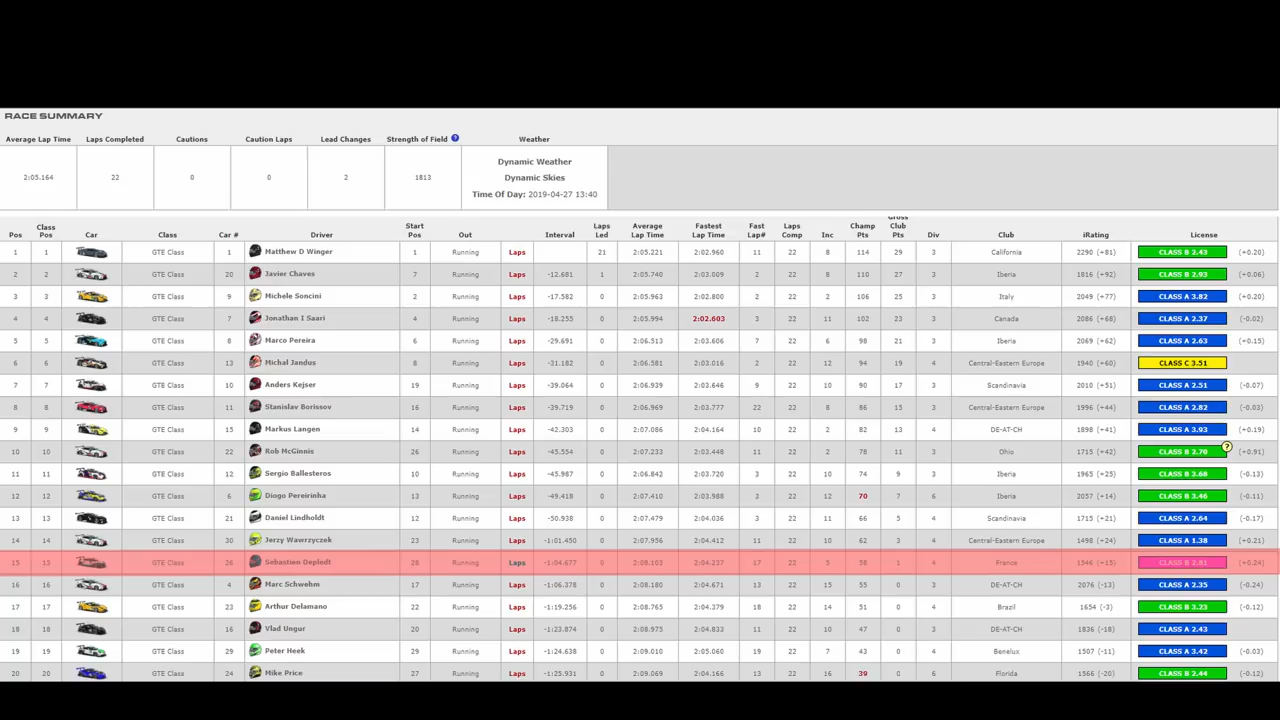 RACE SUMMARY
Average Lap Time Laps Completed Cautions Caution Laps Lead Changes Strength of Field ? Weather
2:05.164 22 0 0 2 1813 Dynamic Weather
Dynamic Skies
Time Of Day: 2019-04-27 13:40
Pos Class Pos Car Class Car # Driver Start Pos Out Interval Laps Led Average Lap Time Fastest Lap Time Fast Lap# Laps Comp Inc Champ Pts Gross Club Pts Div Club iRating License
1 1 GTE Class 1 Matthew D Winger 1 Running Laps 21 2:05.221 2:02.960 11 22 8 114 29 3 California 2290 (+81) CLASS B 2.43 (+0.20)
2 2 GTE Class 20 Javier Chaves 7 Running Laps -12.681 1 2:05.740 2:03.009 2 22 8 110 27 3 Iberia 1816 (+92) CLASS B 2.93 (+0.06)
3 3 GTE Class 9 Michele Soncini 2 Running Laps -17.582 0 2:05.963 2:02.800 2 22 2 106 25 3 Italy 2049 (+77) CLASS A 3.82 (+0.20)
4 4 GTE Class 7 Jonathan I Saari 4 Running Laps -18.255 0 2:05.994 2:02.603 3 22 11 102 23 3 Canada 2086 (+68) CLASS A 2.37 (-0.02)
5 5 GTE Class 8 Marco Pereira 6 Running Laps -29.691 0 2:06.513 2:03.606 7 22 6 98 21 3 Iberia 2069 (+62) CLASS A 2.63 (+0.15)
6 6 GTE Class 13 Michal Jandus 8 Running Laps -31.182 0 2:06.581 2:03.016 2 22 12 94 19 4 Central-Eastern Europe 1940 (+60) CLASS C 3.51
7 7 GTE Class 10 Anders Kejser 19 Running Laps -39.064 0 2:06.939 2:03.646 9 22 10 90 17 3 Scandinavia 2010 (+51) CLASS A 2.51 (-0.07)
8 8 GTE Class 11 Stanislav Borissov 16 Running Laps -39.719 0 2:06.969 2:03.777 22 22 8 86 15 3 Central-Eastern Europe 1996 (+44) CLASS A 2.82 (-0.03)
9 9 GTE Class 15 Markus Langen 14 Running Laps -42.303 0 2:07.086 2:04.164 10 22 2 82 13 4 DE-AT-CH 1898 (+41) CLASS A 3.93 (+0.19)
10 10 GTE Class 22 Rob McGinnis 26 Running Laps -45.554 0 2:07.233 2:03.448 11 22 2 78 11 3 Ohio 1715 (+42) CLASS B 2.70 ? (+0.91)
11 11 GTE Class 12 Sergio Ballesteros 10 Running Laps -45.987 0 2:06.842 2:03.720 3 22 10 74 9 3 Iberia 1965 (+25) CLASS B 3.68 (-0.13)
12 12 GTE Class 6 Diogo Pereirinha 13 Running Laps -49.418 0 2:07.410 2:03.988 3 22 12 70 7 6 Iberia 2057 (+14) CLASS B 3.46 (-0.11)
13 13 GTE Class 21 Daniel Lindholdt 12 Running Laps -50.938 0 2:07.479 2:04.036 3 22 11 66 5 4 Scandinavia 1715 (+21) CLASS A 2.64 (-0.17)
14 14 GTE Class 30 Jerzy Wawrzyczek 23 Running Laps -1:01.450 0 2:07.956 2:04.412 13 22 10 62 3 4 Central-Eastern Europe 1498 (+24) CLASS A 1.38 (+0.21)
15 15 GTE Class 26 Sebastien Depledt 28 Running Laps -1:04.677 0 2:08.103 2:04.237 17 22 5 58 1 4 France 1546 (+15) CLASS B 2.81 (+0.24)
16 16 GTE Class 4 Marc Schwehm 17 Running Laps -1:06.378 0 2:08.180 2:04.671 13 22 15 55 0 3 DE-AT-CH 2076 (-13) CLASS A 2.35 (-0.24)
17 17 GTE Class 23 Arthur Delamano 22 Running Laps -1:19.256 0 2:08.765 2:04.379 18 22 14 51 0 4 Brazil 1654 (-3) CLASS B 3.23 (-0.12)
18 18 GTE Class 16 Vlad Ungur 20 Running Laps -1:23.874 0 2:08.975 2:04.833 11 22 10 47 0 3 DE-AT-CH 1836 (-18) CLASS A 2.43
19 19 GTE Class 29 Peter Heek 29 Running Laps -1:24.638 0 2:09.010 2:05.060 19 22 7 43 0 4 Benelux 1507 (-11) CLASS A 3.42 (-0.03)
20 20 GTE Class 24 Mike Price 27 Running Laps -1:25.931 0 2:09.069 2:04.166 13 22 16 39 0 6 Florida 1566 (-20) CLASS B 2.44 (-0.12)